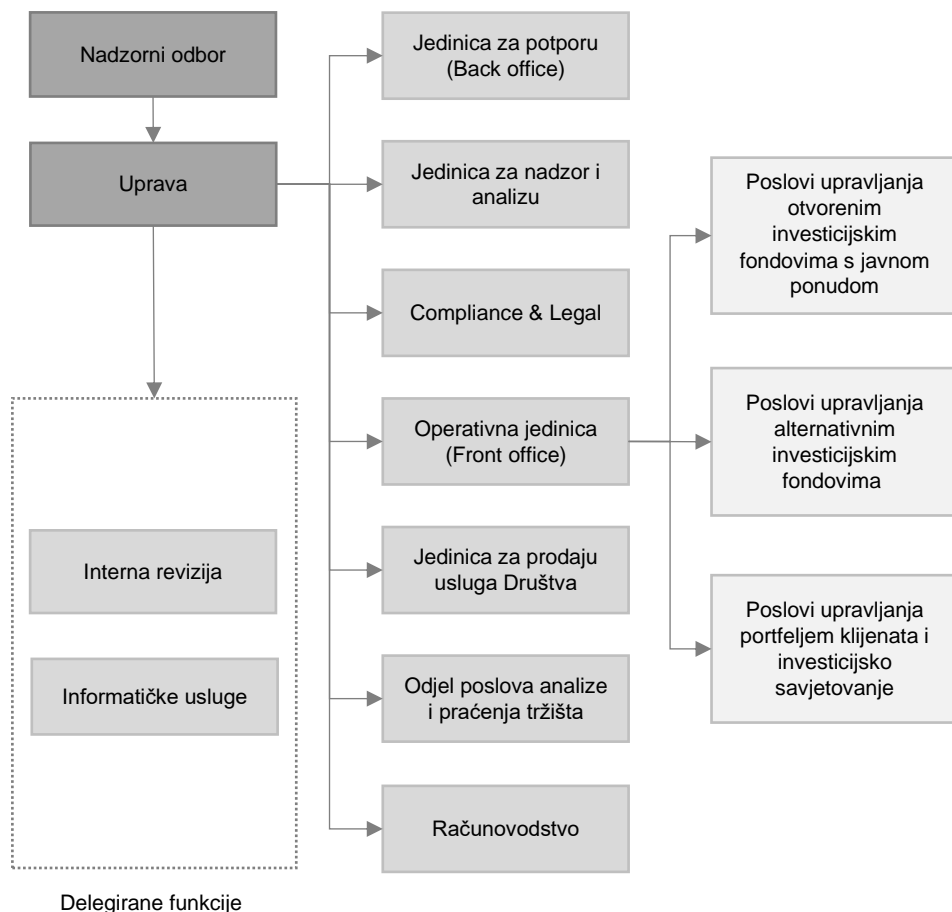 Nadzorni odbor
Uprava
Interna revizija
Informatičke usluge
Delegirane funkcije
Jedinica za potporu
(Back office)
Jedinica za nadzor i
analizu
Compliance & Legal
Operativna jedinica
(Front office)
Jedinica za prodaju
usluga Društva
Odjel poslova analize
i praćenja tržišta
Računovodstvo
Poslovi upravljanja
otvorenim
investicijskim
fondovima s javnom
ponudom
Poslovi upravljanja
alternativnim
investicijskim
fondovima
Poslovi upravljanja
portfeljem klijenata i
investicijsko
savjetovanje